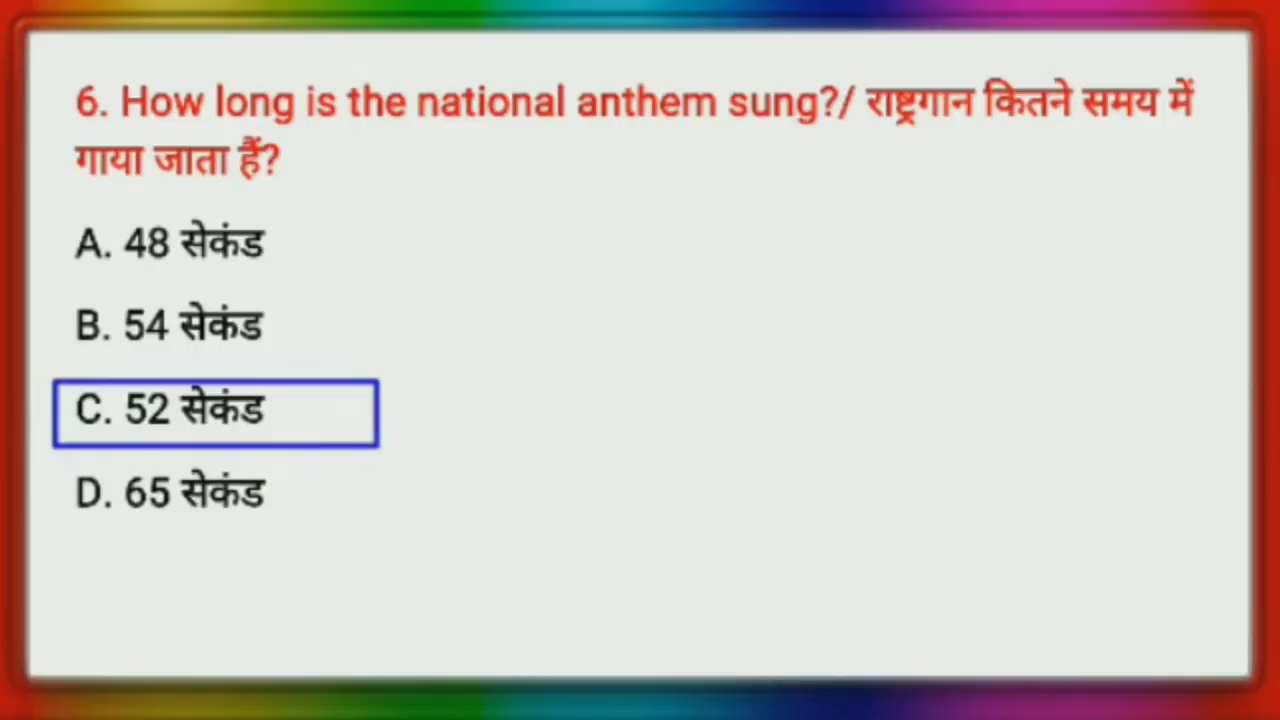 6. How long is the national anthem sung?/ राष्ट्रगान कितने समय में
गाया जाता हैं?
A. 48 सेकंड
B. 54 सेकंड
C. 52 सेकंड
D. 65 सेकंड